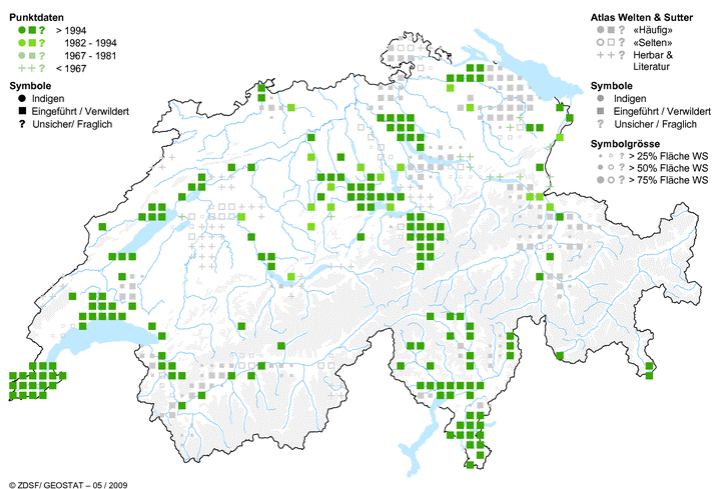 Punktdaten
? > 1994
? 1982 - 1994
? 1967 - 1981
++? < 1967
Symbole
Indigen
Eingeführt / Verwildert
? Unsicher/ Fraglich
Atlas Welten & Sutter
? «Häufig»
? «Selten»
++? Herbar &
Literatur
Symbole
Indigen
Eingeführt / Verwildert
? Unsicher/ Fraglich
Symbolgrösse
? > 25% Fläche WS
? > 50% Fläche WS
? > 75% Fläche WS
© ZDSF/ GEOSTAT – 05 / 2009